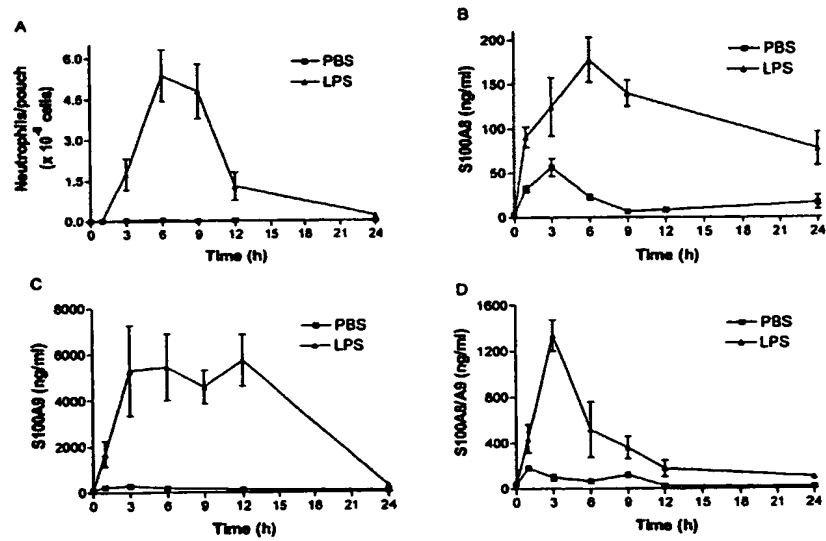 A
Neutrophils/pouch
(x 10⁻⁶ cells)
6.0
4.5
3.0
1.5
0.0
PBS
LPS
0 3 6 9 12 15 18 21 24
Time (h)
B
S100A8 (ng/ml)
200
150
100
50
0
PBS
LPS
0 3 6 9 12 15 18 21 24
Time (h)
C
S100A9 (ng/ml)
8000
6000
4000
2000
0
PBS
LPS
0 3 6 9 12 15 18 21 24
Time (h)
D
S100A8/A9 (ng/ml)
1600
1200
800
400
0
PBS
LPS
0 3 6 9 12 15 18 21 24
Time (h)